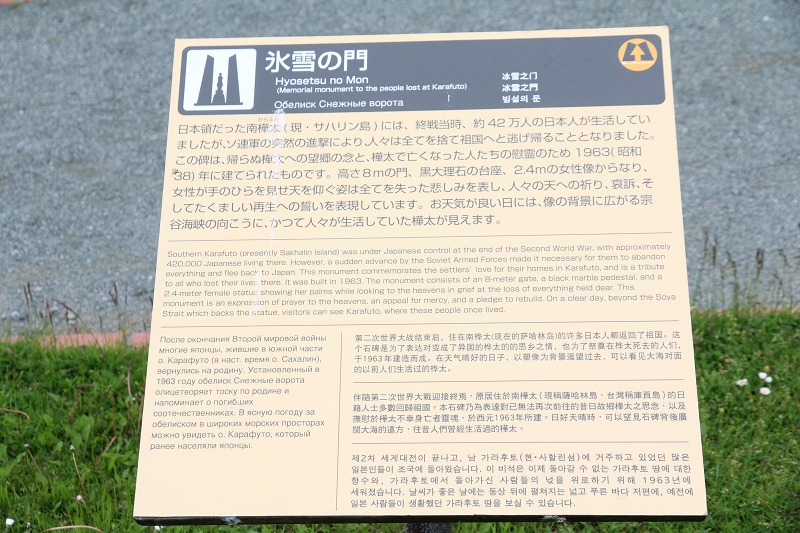 氷雪の門
Hyosetsu no Mon
(Memorial monument to the people lost at Karafuto)
Обелиск Снежные ворота
冰雪之门
冰雪之門
빙설의 문
からふと
日本領だった南樺太(現・サハリン島)には、終戦当時、約42万人の日本人が生活してい
ましたが、ソ連軍の突然の進撃により、人々は全てを捨て祖国へと逃げ帰ることとなりました。
この碑は、帰らぬ樺太への望郷の念と、樺太で亡くなった人たちの慰霊のため1963(昭和
38)年に建てられたものです。高さ8mの門、黒大理石の台座、2.4mの女性像からなり、
女性が手のひらを見せ天を仰ぐ姿は全てを失った悲しみを表し、人々の天への祈り、哀訴、そ
してたくましい再生への誓いを表現しています。お天気が良い日には、像の背景に広がる宗
谷海峡の向こうに、かつて人々が生活していた樺太が見えます。
Southern Karafuto (presently Sakhalin Island) was under Japanese control at the end of the Second World War, with approximately
420,000 Japanese living there. However, a sudden advance by the Soviet Armed Forces made it necessary for them to abandon
everything and flee back to Japan. This monument commemorates the settlers' love for their homes in Karafuto, and is a tribute
to all who lost their lives there. It was built in 1963. The monument consists of an 8-meter gate, a black marble pedestal, and a
2.4-meter female statue showing her palms while looking to the heavens in grief at the loss of everything held dear. This
monument is an expression of prayer to the heavens, an appeal for mercy, and a pledge to rebuild. On a clear day, beyond the Soya
Strait which backs the statue, visitors can see Karafuto, where these people once lived.
После окончания Второй мировой войны
многие японцы, жившие в южной части
о. Карафуто (в наст. время о. Сахалин),
вернулись на родину. Установленный в
1963 году обелиск Снежные ворота
олицетворяет тоску по родине и
напоминает о погибших
соотечественниках. В ясную погоду за
обелиском в широких морских просторах
можно увидеть о. Карафуто, который
ранее населяли японцы.
第二次世界大战结束后，住在南桦太(现在的萨哈林岛)的许多日本人都返回了祖国。这
个石碑是为了表达对变成了异国的桦太的的思乡之情，也为了祭奠在桦太死去的人们，
于1963年建造而成。在天气晴好的日子，以塑像为背景遥望过去，可以看见大海对面
的以前人们生活过的桦太。
伴隨第二次世界大戰迎接終焉，原居住於南樺太(現稱薩哈林島，台灣稱庫頁島)的日
籍人士多數回歸祖國。本石碑乃為表達對已無法再次前往的昔日故鄉樺太之思念，以及
撫慰於樺太不幸身亡者靈魂，於西元1963年所建。日好天晴時，可以望見石碑背後廣
闊大海的遠方，往昔人們曾經生活過的樺太。
제2차 세계대전이 끝나고, 남 가라후토(현•사할린섬)에 거주하고 있었던 많은
일본인들이 조국에 돌아왔습니다. 이 비석은 이제 돌아갈 수 없는 가라후토 땅에 대한
향수와, 가라후토에서 돌아가신 사람들의 넋을 위로하기 위해 1963년에
세워졌습니다. 날씨가 좋은 날에는 동상 뒤에 펼쳐지는 넓고 푸른 바다 저편에, 예전에
일본 사람들이 생활했던 가라후토 땅을 보실 수 있습니다.